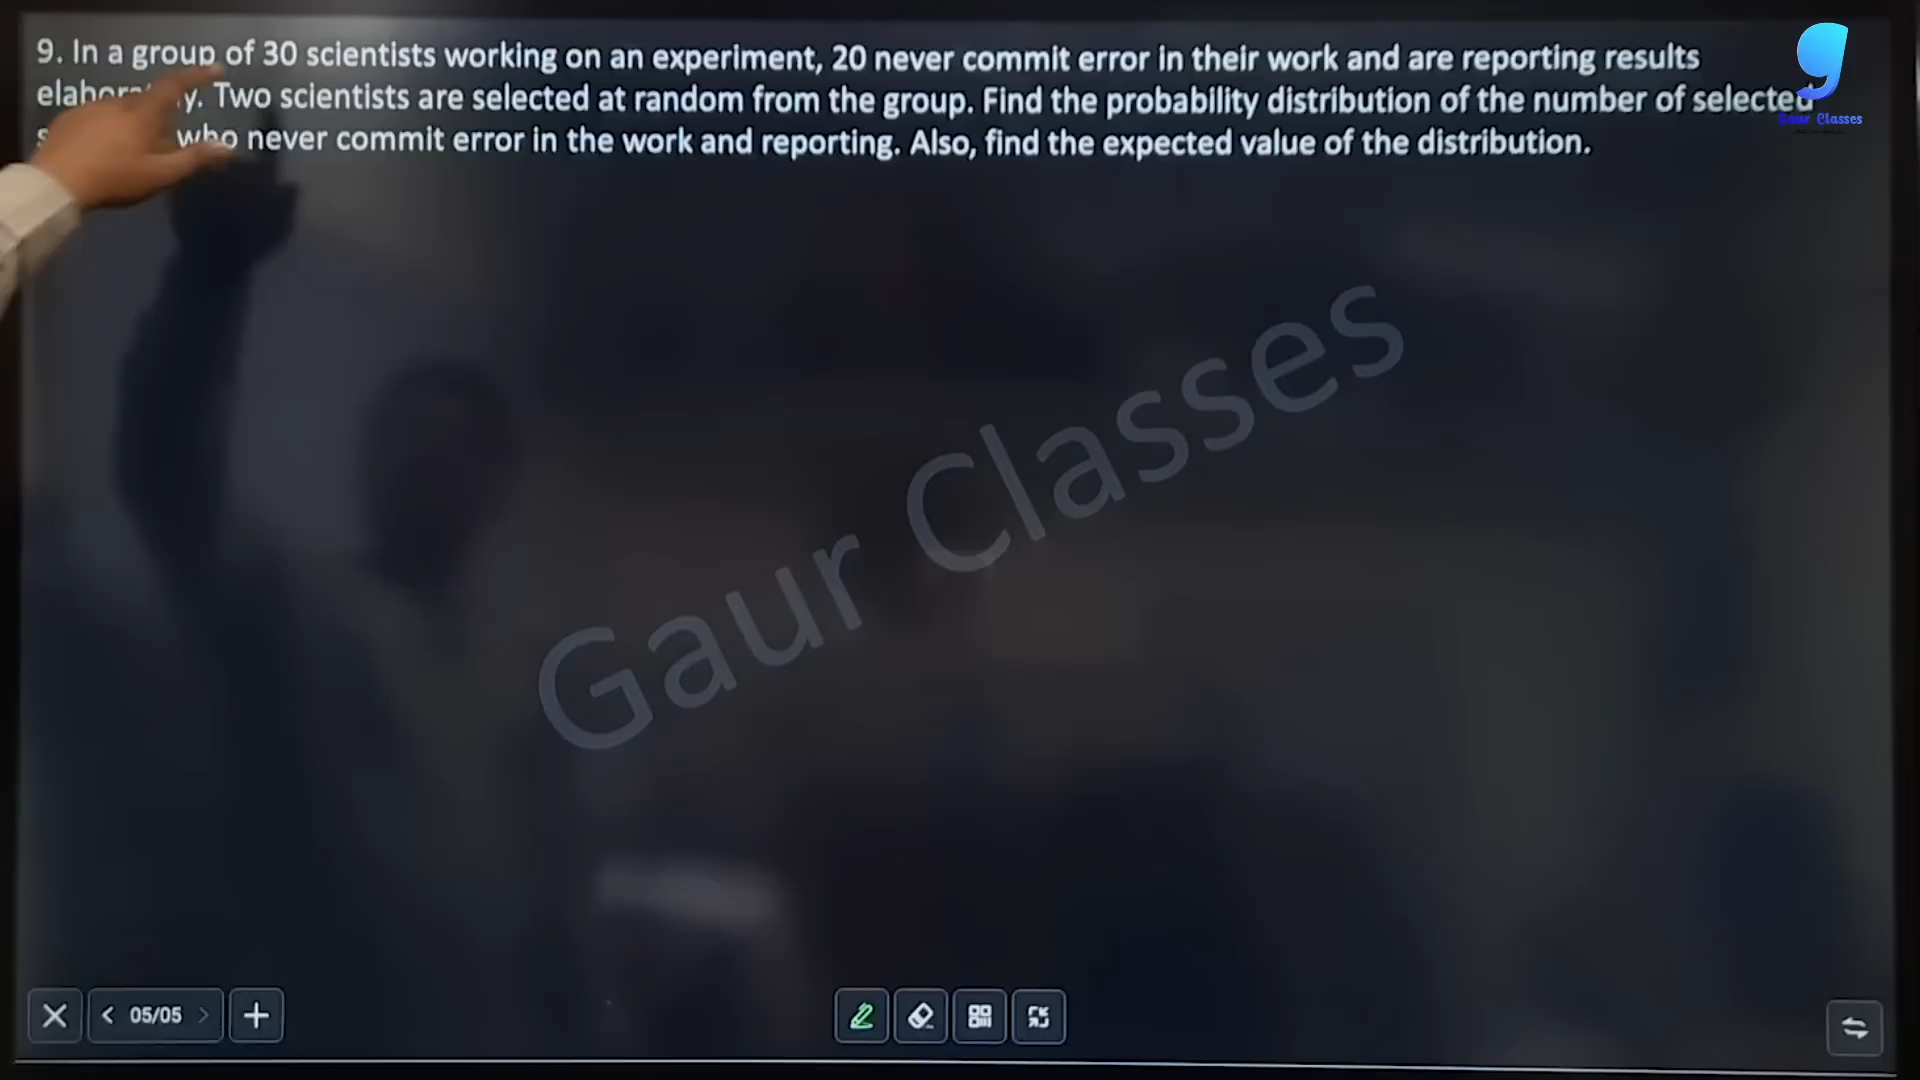 9. In a group of 30 scientists working on an experiment, 20 never commit error in their work and are reporting results
Two scientists are selected at random from the group. Find the probability distribution of the number of selected
who never commit error in the work and reporting. Also, find the expected value of the distribution.
Gaur Classes
Gaur Classes
05/05